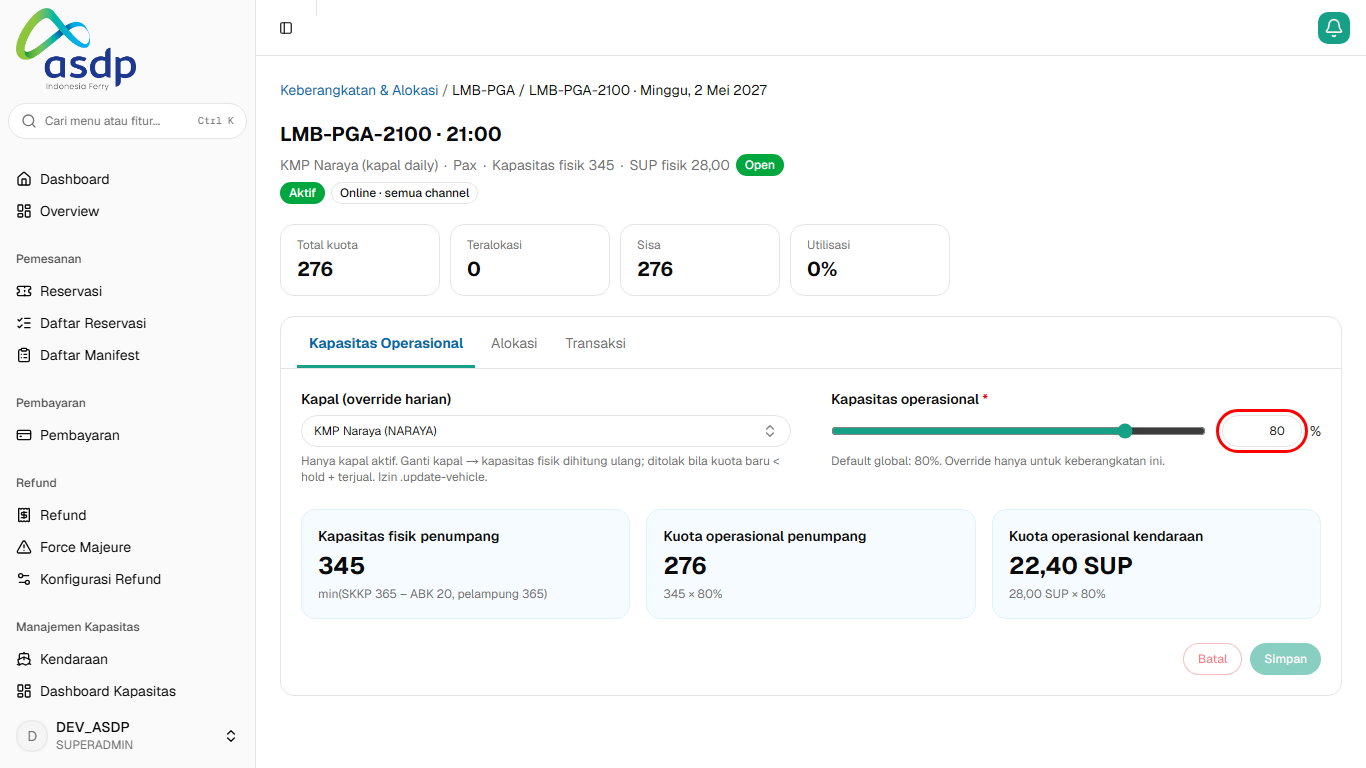 asdp
Indonesia Ferry
Cari menu atau fitur... Ctrl K
Dashboard
Overview
Pemesanan
Reservasi
Daftar Reservasi
Daftar Manifest
Pembayaran
Pembayaran
Refund
Refund
Force Majeure
Konfigurasi Refund
Manajemen Kapasitas
Kendaraan
Dashboard Kapasitas
D
DEV_ASDP
SUPERADMIN
Keberangkatan & Alokasi / LMB-PGA / LMB-PGA-2100 · Minggu, 2 Mei 2027
LMB-PGA-2100 · 21:00
KMP Naraya (kapal daily) · Pax · Kapasitas fisik 345 · SUP fisik 28,00 Open
Aktif Online · semua channel
Total kuota
276
Teralokasi
0
Sisa
276
Utilisasi
0%
Kapasitas Operasional Alokasi Transaksi
Kapal (override harian)
KMP Naraya (NARAYA)
Hanya kapal aktif. Ganti kapal → kapasitas fisik dihitung ulang; ditolak bila kuota baru <
hold + terjual. Izin .update-vehicle.
Kapasitas operasional *
80 %
Default global: 80%. Override hanya untuk keberangkatan ini.
Kapasitas fisik penumpang
345
min(SKKP 365 – ABK 20, pelampung 365)
Kuota operasional penumpang
276
345 × 80%
Kuota operasional kendaraan
22,40 SUP
28,00 SUP × 80%
Batal Simpan